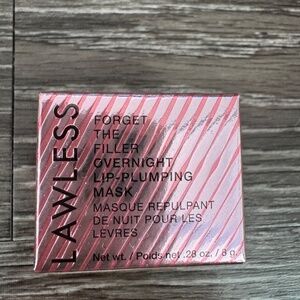 LAWLESS
FORGET
THE
FILLER
OVERNIGHT
LIP-PLUMPING
MASK
MASQUE REPULPANT
DE NUIT POUR LES
LÈVRES
Net wt. / Poids net .28 oz. / 8 g